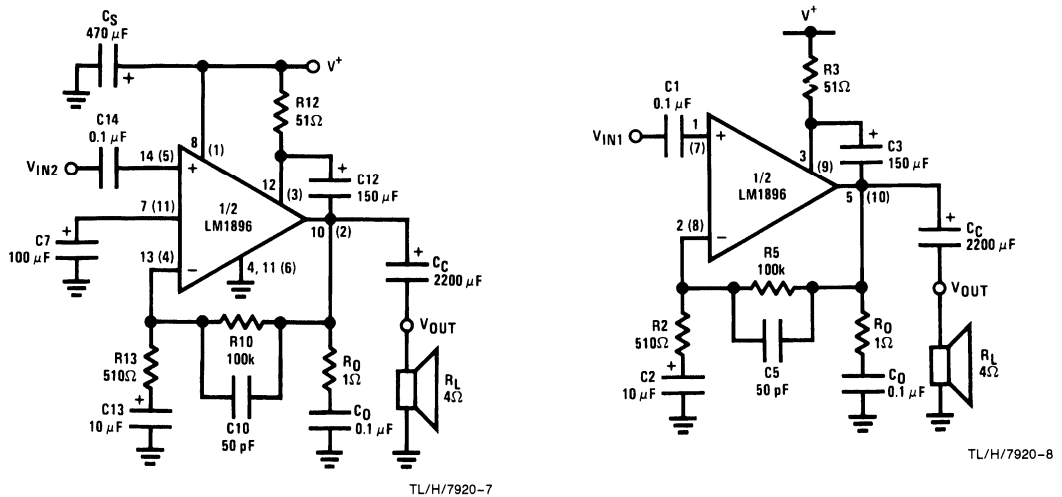 CS
470 µF
V+
R12
51Ω
C14
0.1 µF
8
(1)
VIN2
14 (5)
+
12
(3)
+
C12
150 µF
7 (11)
1/2
LM1896
10
(2)
+
C7
100 µF
13 (4)
−
4, 11 (6)
+
CC
2200 µF
VOUT
R10
100k
R13
510Ω
RO
1Ω
RL
4Ω
+
C13
10 µF
C10
50 pF
CO
0.1 µF
TL/H/7920-7
V+
R3
51Ω
C1
0.1 µF
VIN1
1
(7)
+
3
(9)
+
C3
150 µF
1/2
LM1896
5
(10)
2 (8)
−
+
CC
2200 µF
R5
100k
VOUT
R2
510Ω
RO
1Ω
RL
4Ω
+
C2
10 µF
C5
50 pF
CO
0.1 µF
TL/H/7920-8